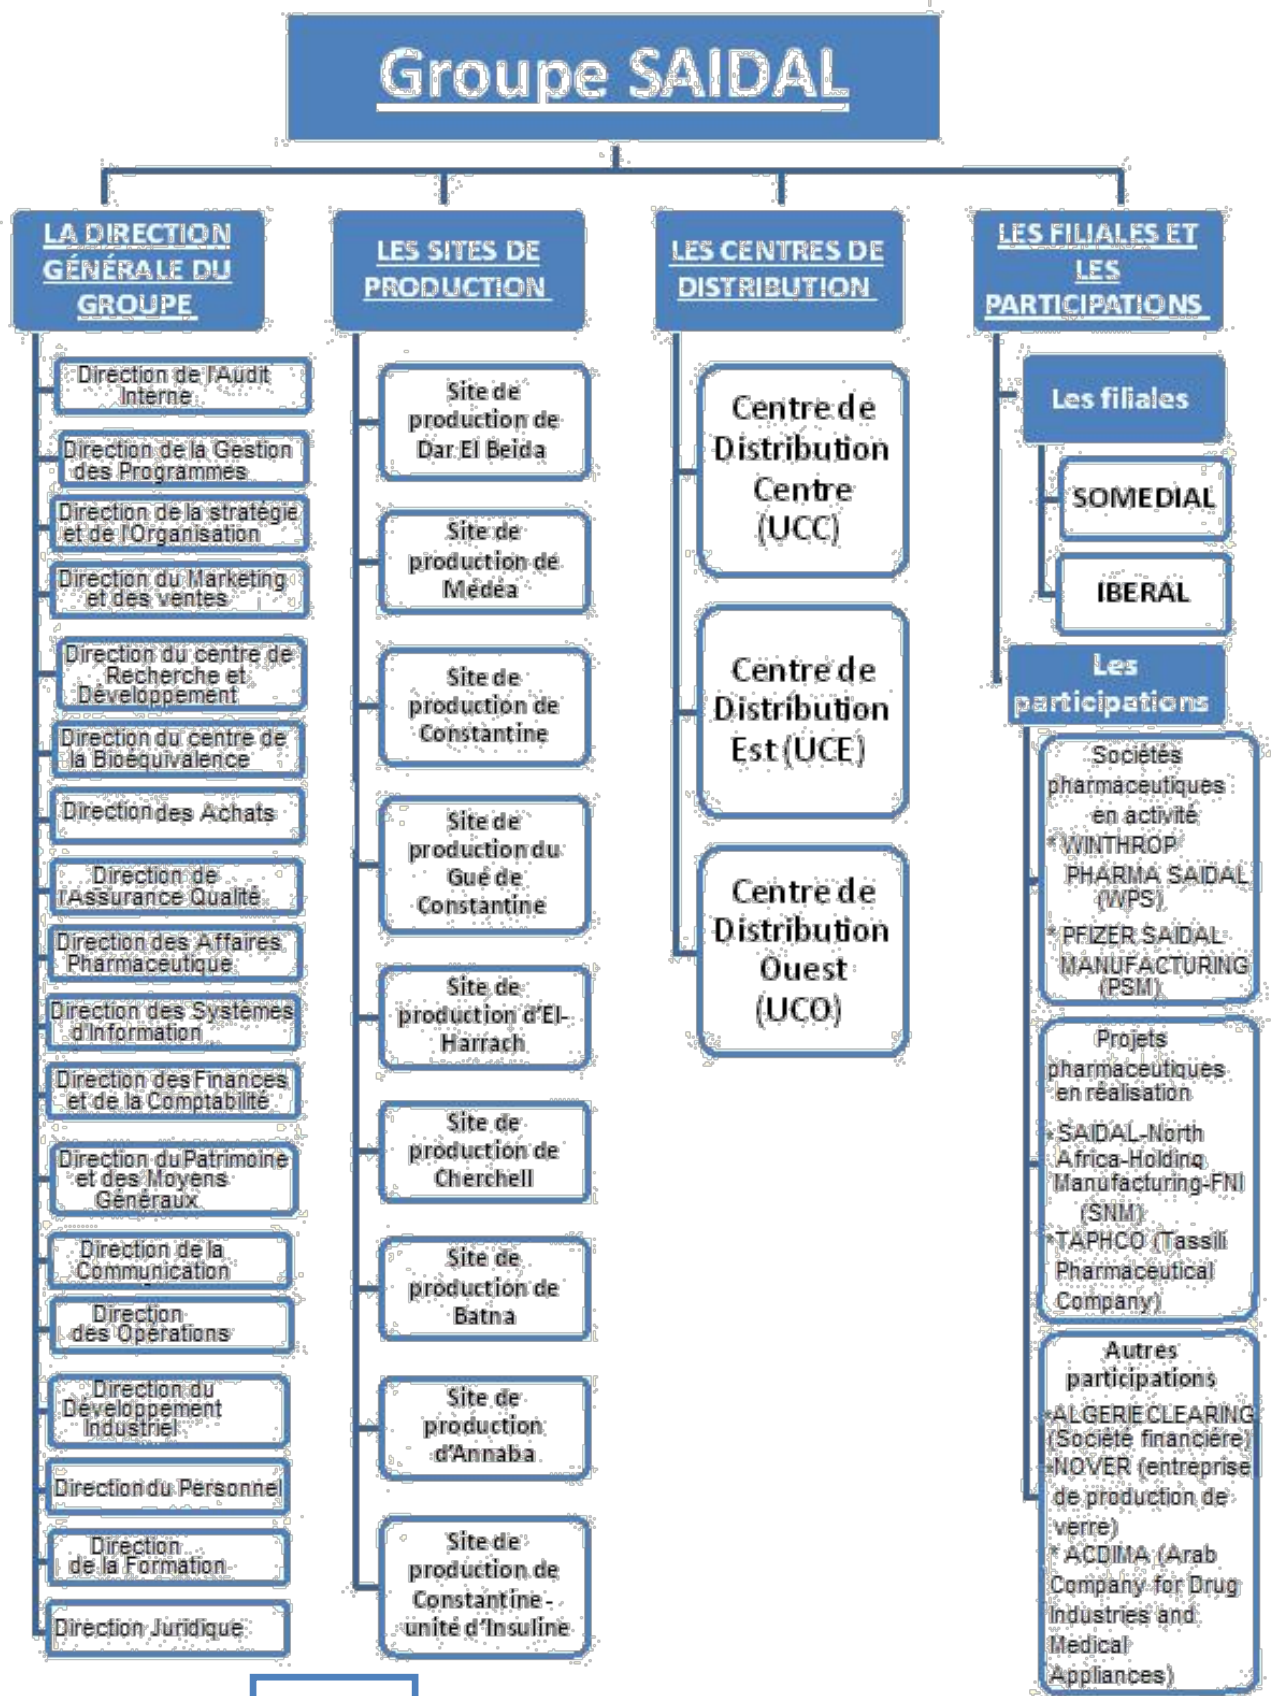 Groupe SAIDAL
LA DIRECTION
GÉNÉRALE DU
GROUPE
Direction de l'Audit
Interne
Direction de la Gestion
des Programmes
Direction de la stratégie
et de l'Organisation
Direction du Marketing
et des ventes
Direction du centre de
Recherche et
Développement
Direction du centre de
la Bioéquivalence
Direction des Achats
Direction de
l'Assurance Qualité
Direction des Affaires
Pharmaceutique
Direction des Systèmes
d'Information
Direction des Finances
et de la Comptabilité
Direction du Patrimoine
et des Moyens
Généraux
Direction de la
Communication
Direction
des Opérations
Direction du
Développement
Industriel
Direction du Personnel
Direction
de la Formation
Direction Juridique
LES SITES DE
PRODUCTION
Site de
production de
Dar El Beida
Site de
production de
Médéa
Site de
production de
Constantine
Site de
production du
Gué de
Constantine
Site de
production d'El-
Harrach
Site de
production de
Cherchell
Site de
production de
Batna
Site de
production
d'Annaba
Site de
production de
Constantine -
unité d'Insuline
LES CENTRES DE
DISTRIBUTION
Centre de
Distribution
Centre
(UCC)
Centre de
Distribution
Est (UCE)
Centre de
Distribution
Ouest
(UCO)
LES FILIALES ET
LES
PARTICIPATIONS
Les filiales
SOMEDIAL
IBERAL
Les
participations
Sociétés
pharmaceutiques
en activité
* WINTHROP
PHARMA SAIDAL
(WPS)
* PFIZER SAIDAL
MANUFACTURING
(PSM)
Projets
pharmaceutiques
en réalisation
* SAIDAL-North
Africa-Holding
Manufacturing-FNI
(SNM)
*TAPHCO (Tassili
Pharmaceutical
Company)
Autres
participations
*ALGERIE CLEARING
(Société financière)
*NOVER (entreprise
de production de
verre)
* ACDIMA (Arab
Company for Drug
Industries and
Medical
Appliances)